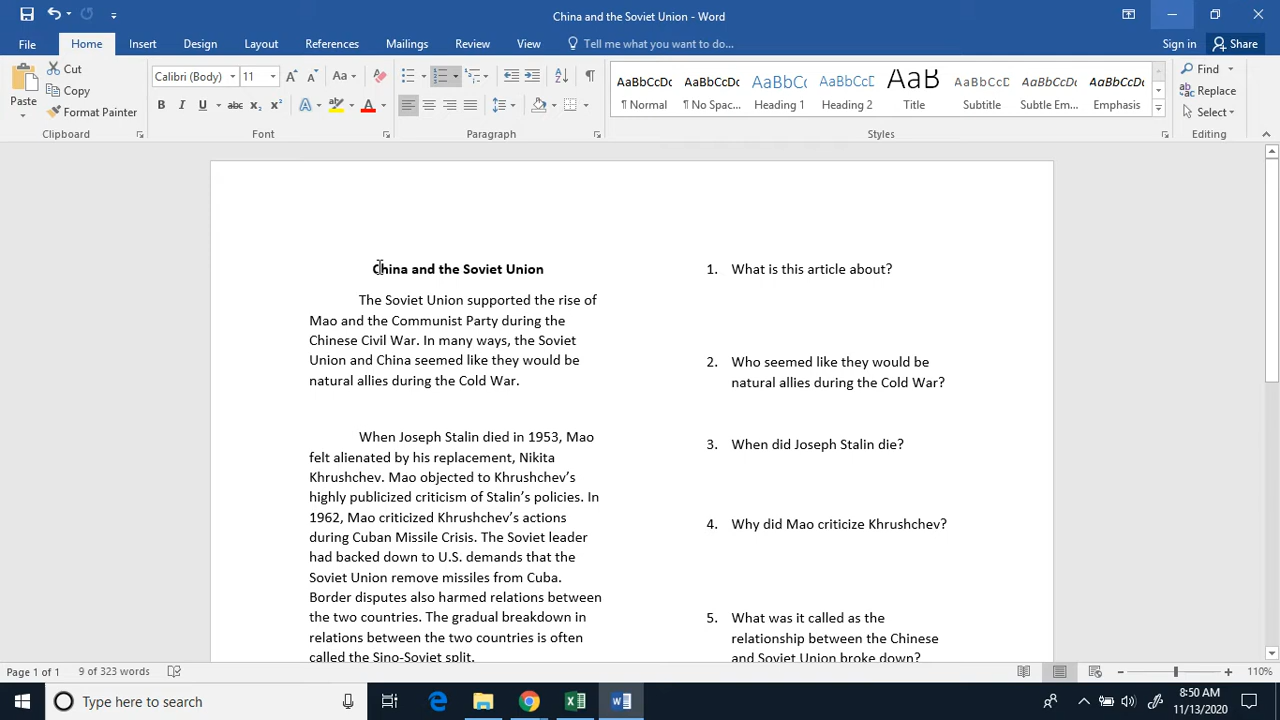 China and the Soviet Union - Word
File Home Insert Design Layout References Mailings Review View Tell me what you want to do... Sign in Share
Cut
Copy
Format Painter
Paste
Clipboard
Calibri (Body) 11
Font
Paragraph
AaBbCcDc AaBbCcDc AaBbCc AaBbCcD AaB AaBbCcD AaBbCcDc AaBbCcDc
¶ Normal ¶ No Spac... Heading 1 Heading 2 Title Subtitle Subtle Em... Emphasis
Styles
Find
Replace
Select
Editing
China and the Soviet Union
The Soviet Union supported the rise of
Mao and the Communist Party during the
Chinese Civil War. In many ways, the Soviet
Union and China seemed like they would be
natural allies during the Cold War.
When Joseph Stalin died in 1953, Mao
felt alienated by his replacement, Nikita
Khrushchev. Mao objected to Khrushchev’s
highly publicized criticism of Stalin’s policies. In
1962, Mao criticized Khrushchev’s actions
during Cuban Missile Crisis. The Soviet leader
had backed down to U.S. demands that the
Soviet Union remove missiles from Cuba.
Border disputes also harmed relations between
the two countries. The gradual breakdown in
relations between the two countries is often
called the Sino-Soviet split.
1. What is this article about?
2. Who seemed like they would be
natural allies during the Cold War?
3. When did Joseph Stalin die?
4. Why did Mao criticize Khrushchev?
5. What was it called as the
relationship between the Chinese
and Soviet Union broke down?
Page 1 of 1 9 of 323 words 110%
Type here to search
8:50 AM
11/13/2020